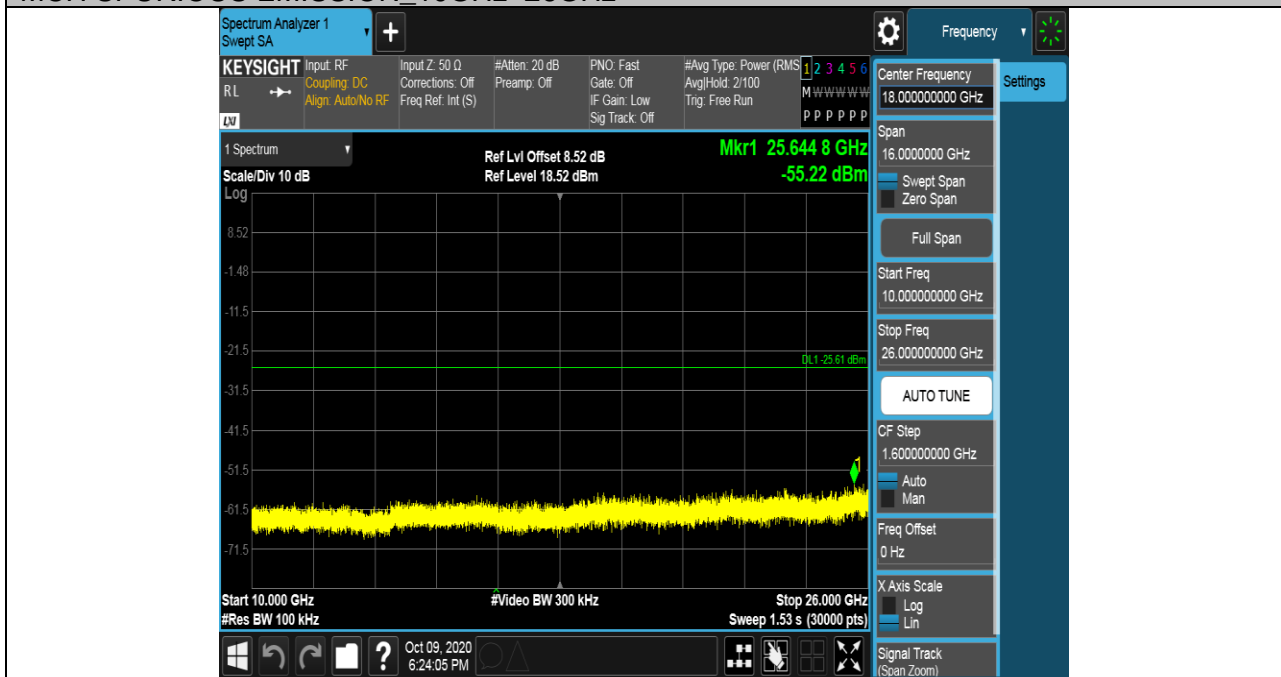 Spectrum Analyzer 1
Swept SA
+
Frequency
KEYSIGHT
RL
LXI
Input: RF
Coupling: DC
Align: Auto/No RF
Input Z: 50 Ω
Corrections: Off
Freq Ref: Int (S)
#Atten: 20 dB
Preamp: Off
PNO: Fast
Gate: Off
IF Gain: Low
Sig Track: Off
#Avg Type: Power (RMS
Avg|Hold: 2/100
Trig: Free Run
1 2 3 4 5 6
M W W W W W
P P P P P P
Center Frequency
18.000000000 GHz
Settings
1 Spectrum
Scale/Div 10 dB
Log
Ref Lvl Offset 8.52 dB
Ref Level 18.52 dBm
Mkr1 25.644 8 GHz
-55.22 dBm
Span
16.0000000 GHz
Swept Span
Zero Span
Full Span
Start Freq
10.000000000 GHz
Stop Freq
26.000000000 GHz
AUTO TUNE
CF Step
1.600000000 GHz
Auto
Man
Freq Offset
0 Hz
X Axis Scale
Log
Lin
Signal Track
(Span Zoom)
8.52
-1.48
-11.5
-21.5
DL1 -25.61 dBm
-31.5
-41.5
-51.5
1
-61.5
-71.5
Start 10.000 GHz
#Res BW 100 kHz
#Video BW 300 kHz
Stop 26.000 GHz
Sweep 1.53 s (30000 pts)
?
Oct 09, 2020
6:24:05 PM